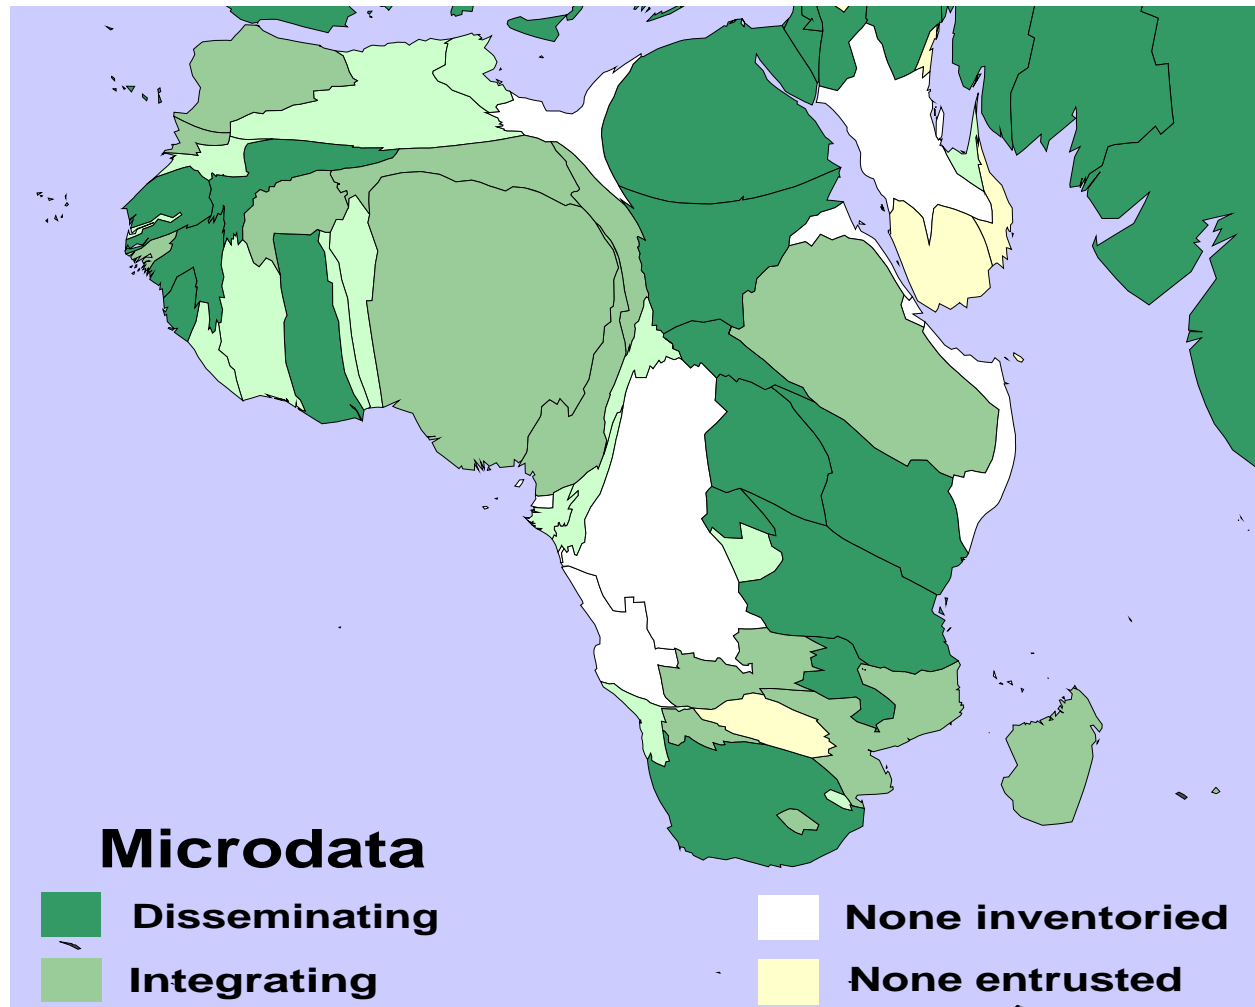 Microdata
Disseminating
None inventoried
Integrating
None entrusted